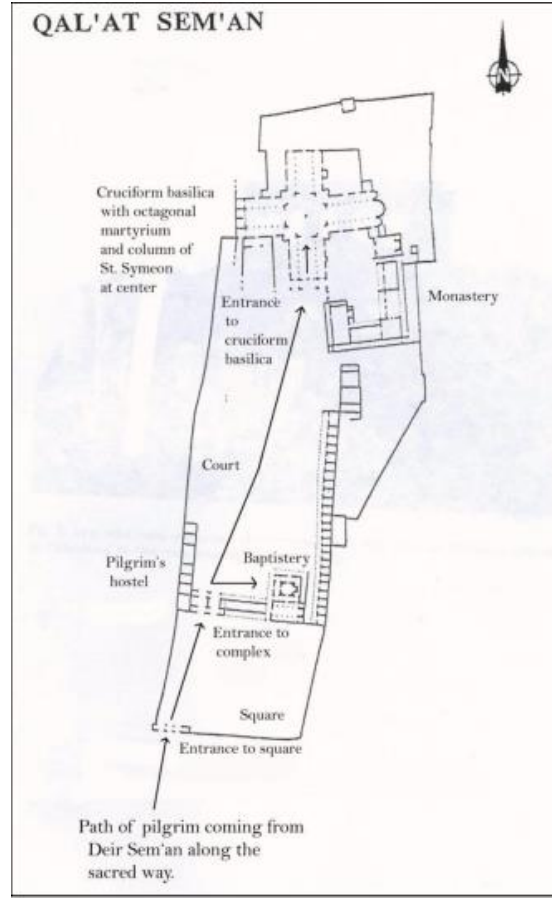 QAL'AT SEM'AN
N
Cruciform basilica
with octagonal
martyrium
and column of
St. Symeon
at center
Entrance
to
cruciform
basilica
Monastery
Court
Pilgrim's
hostel
Baptistery
Entrance to
complex
Square
Entrance to square
Path of pilgrim coming from
Deir Sem'an along the
sacred way.